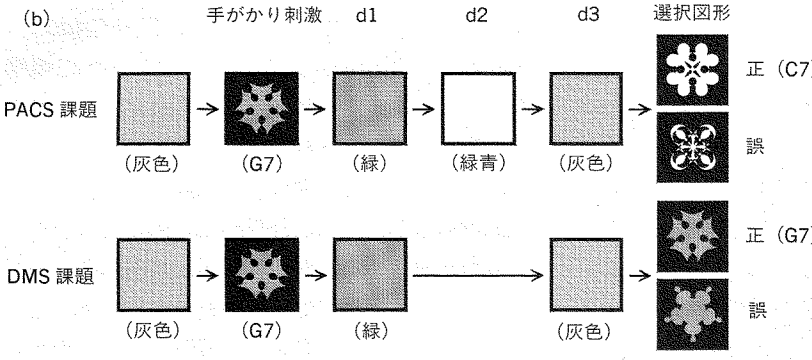 (b)
手がかり刺激 d1 d2 d3 選択図形
PACS 課題
(灰色) (G7) (緑) (緑青) (灰色)
正 (C7)
誤
DMS 課題
(灰色) (G7) (緑) (灰色)
正 (G7)
誤